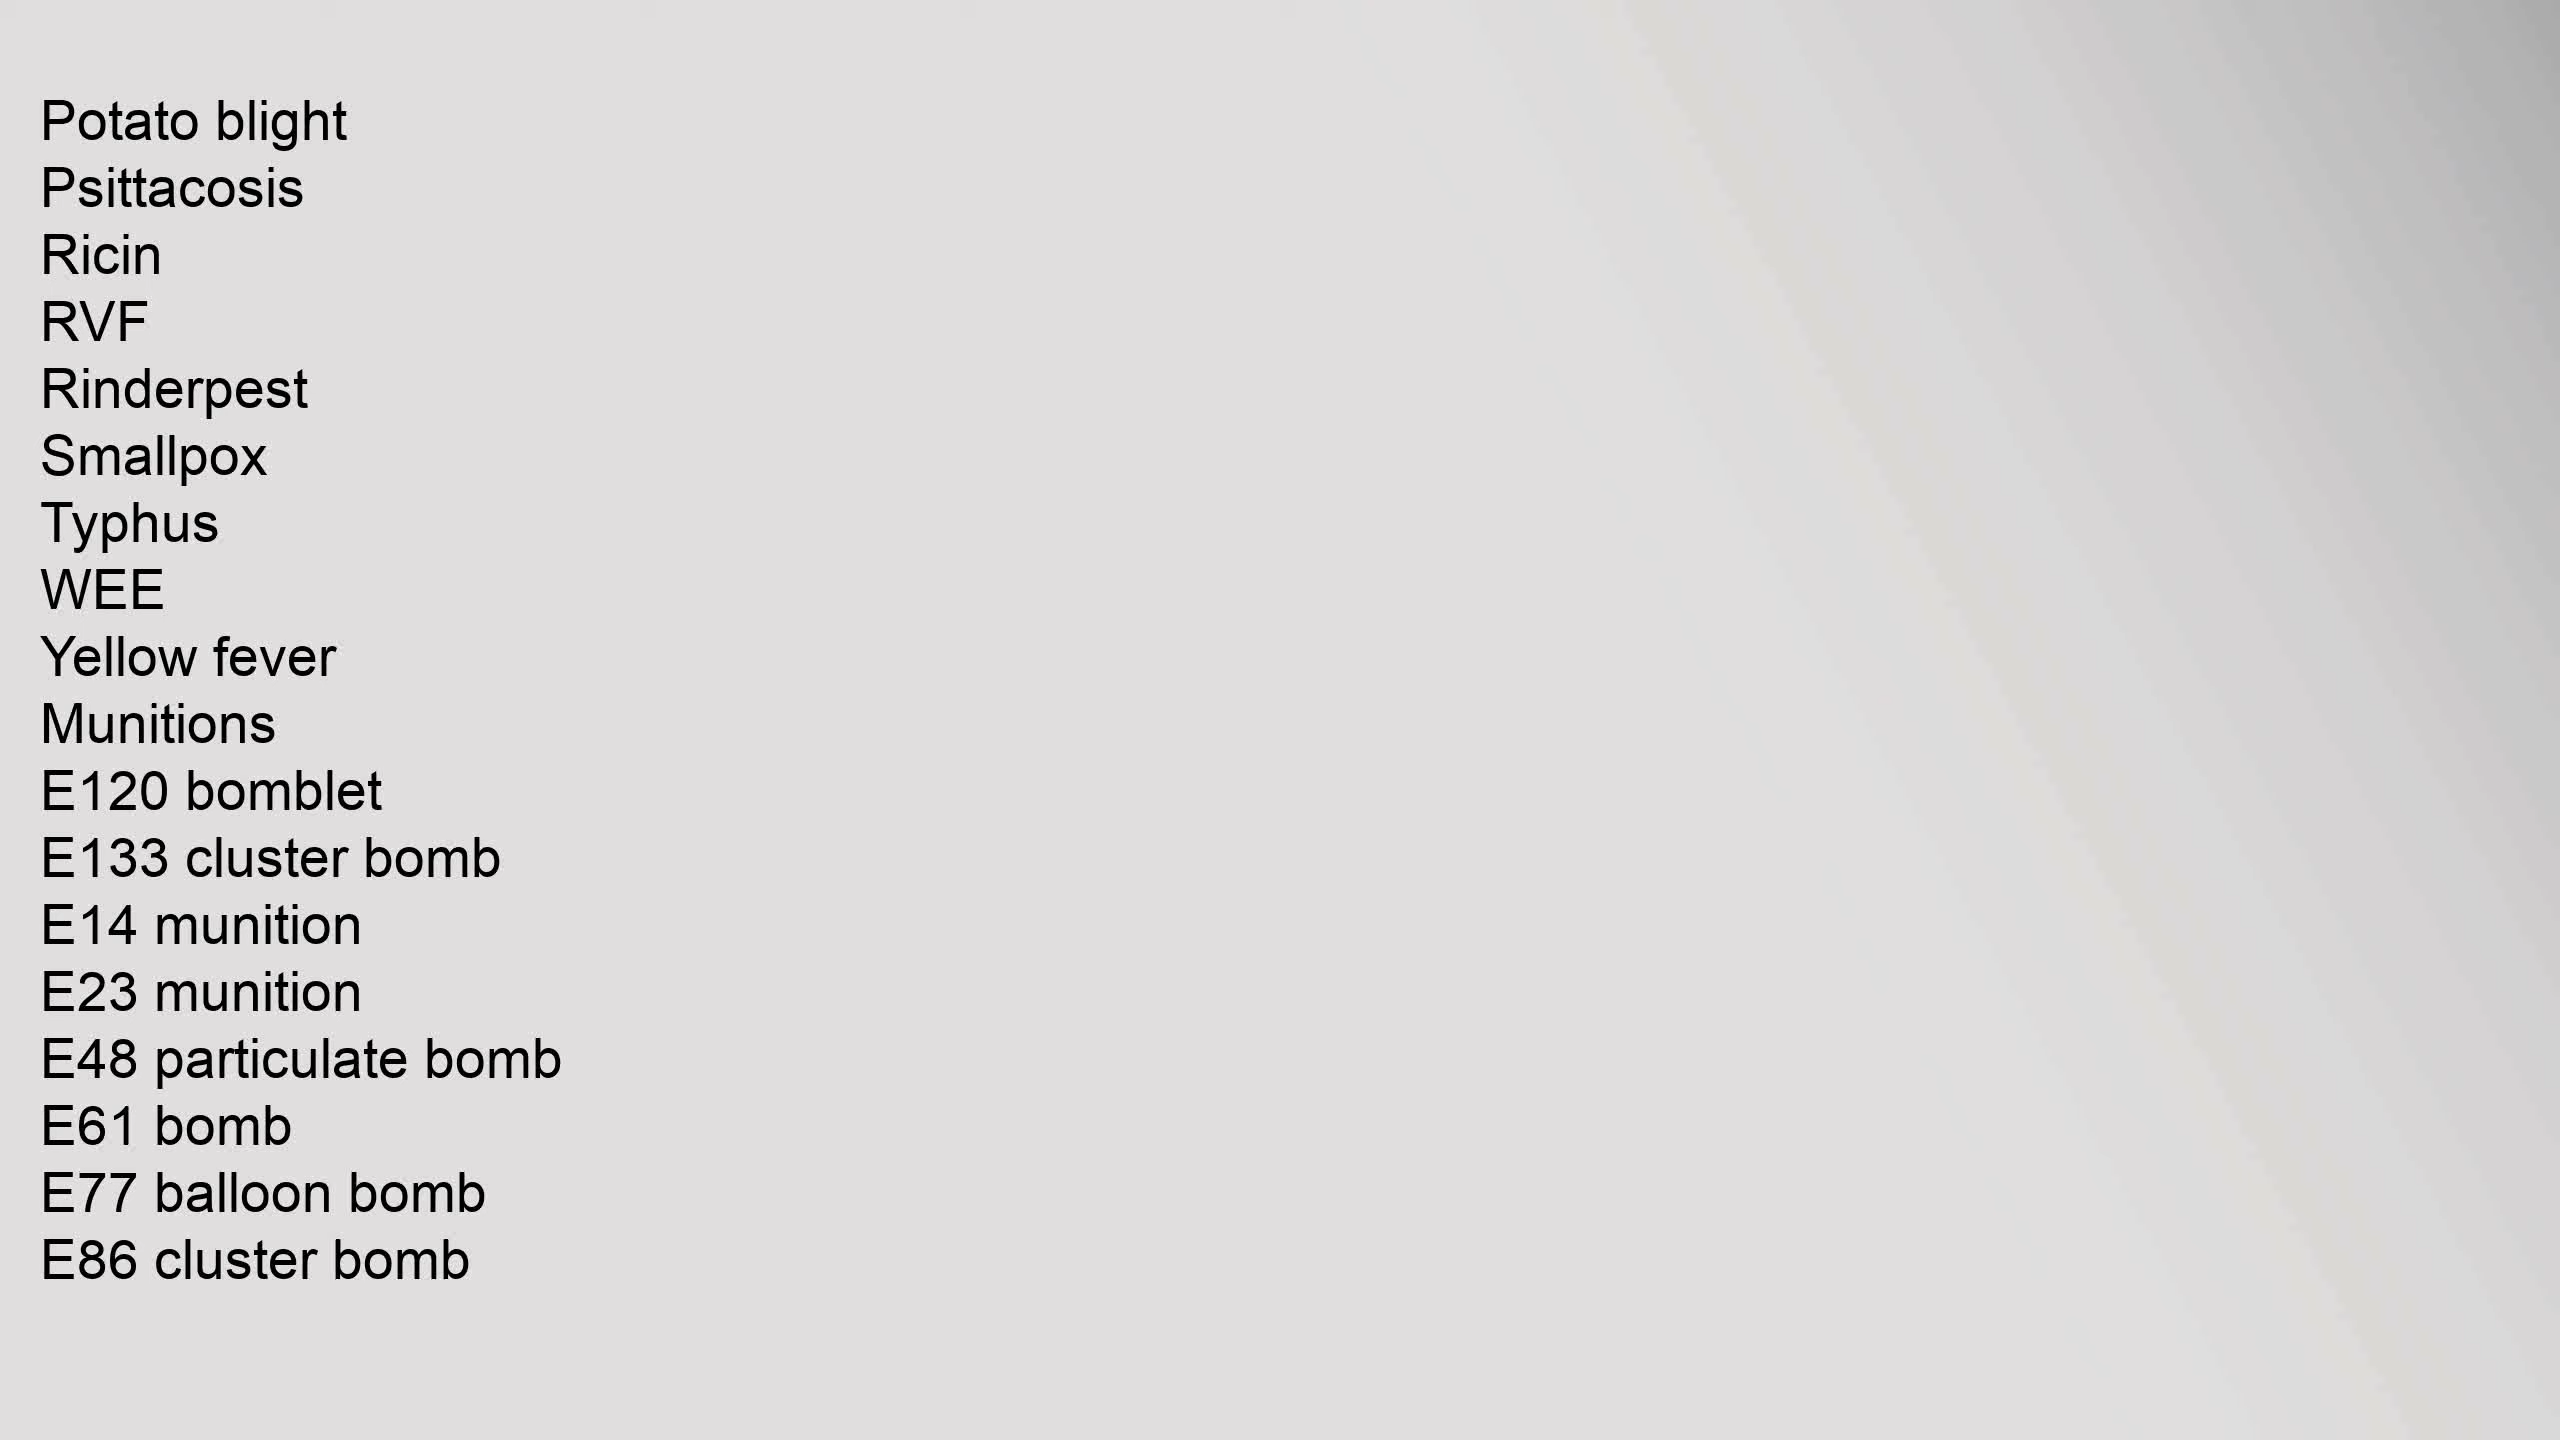 Potato blight
Psittacosis
Ricin
RVF
Rinderpest
Smallpox
Typhus
WEE
Yellow fever
Munitions
E120 bomblet
E133 cluster bomb
E14 munition
E23 munition
E48 particulate bomb
E61 bomb
E77 balloon bomb
E86 cluster bomb